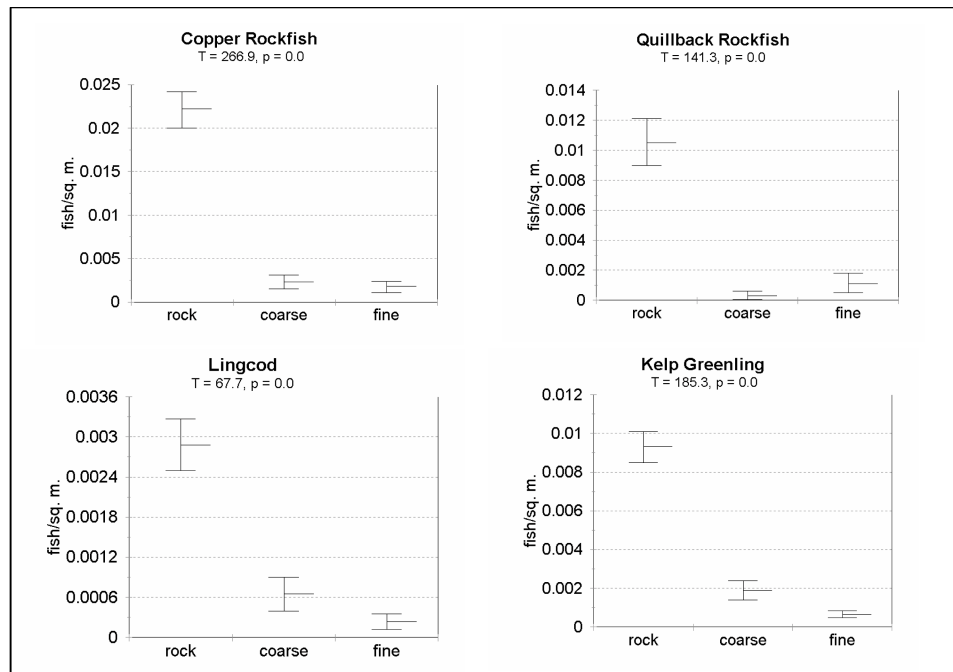 Copper Rockfish
T = 266.9, p = 0.0
fish/sq. m.
0.025
0.02
0.015
0.01
0.005
0
rock coarse fine
Quillback Rockfish
T = 141.3, p = 0.0
fish/sq. m.
0.014
0.012
0.01
0.008
0.006
0.004
0.002
0
rock coarse fine
Lingcod
T = 67.7, p = 0.0
fish/sq. m.
0.0036
0.003
0.0024
0.0018
0.0012
0.0006
0
rock coarse fine
Kelp Greenling
T = 185.3, p = 0.0
fish/sq. m.
0.012
0.01
0.008
0.006
0.004
0.002
0
rock coarse fine